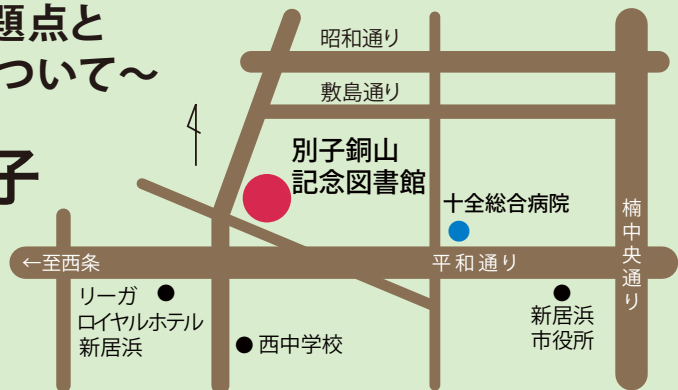 題点と
ついて〜
子
昭和通り
敷島通り
別子銅山
記念図書館
十全総合病院
楠中央通り
←至西条
平和通り
リーガ
ロイヤルホテル
新居浜
西中学校
新居浜
市役所